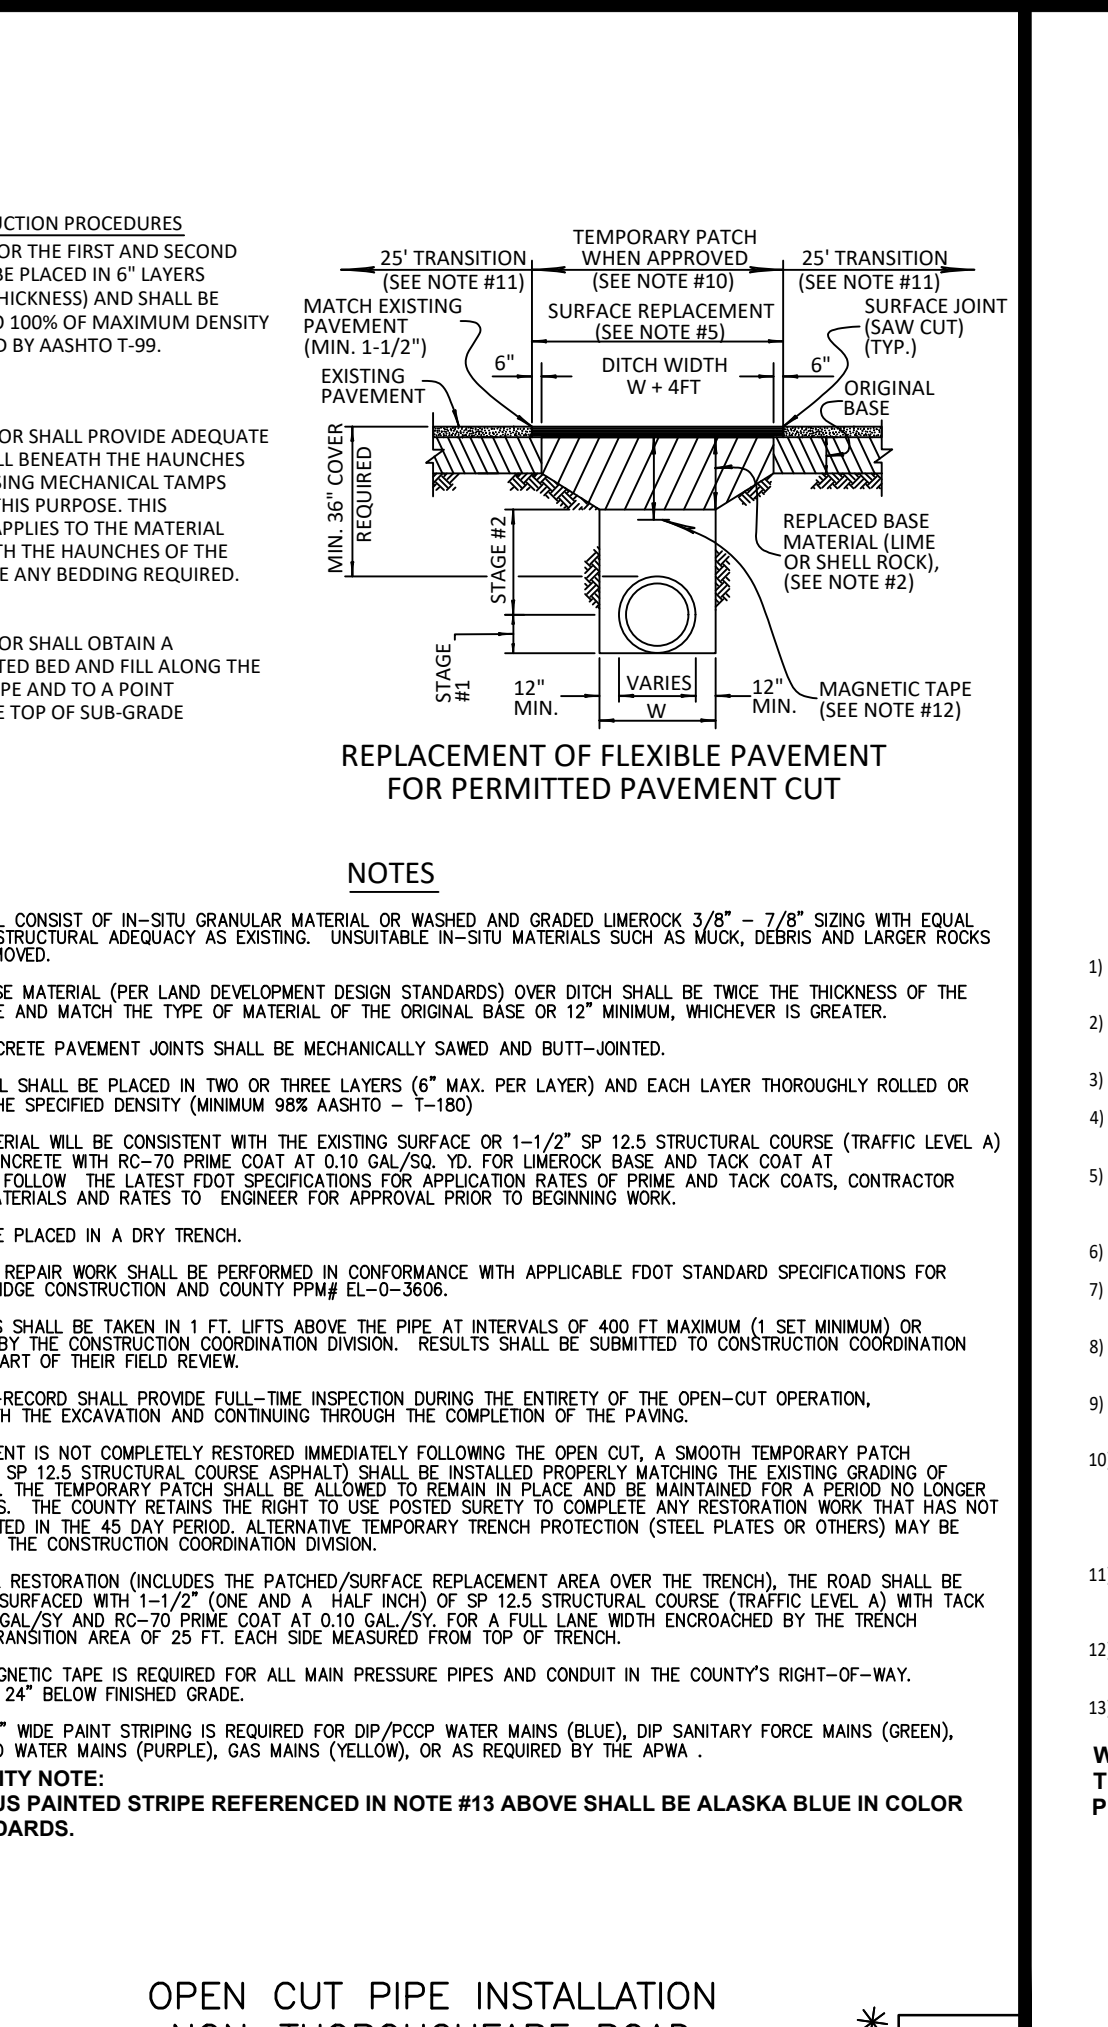 UCTION PROCEDURES
OR THE FIRST AND SECOND
BE PLACED IN 6" LAYERS
HICKNESS) AND SHALL BE
O 100% OF MAXIMUM DENSITY
D BY AASHTO T-99.
OR SHALL PROVIDE ADEQUATE
LL BENEATH THE HAUNCHES
SING MECHANICAL TAMPS
THIS PURPOSE. THIS
APPLIES TO THE MATERIAL
TH THE HAUNCHES OF THE
E ANY BEDDING REQUIRED.
OR SHALL OBTAIN A
TED BED AND FILL ALONG THE
PE AND TO A POINT
E TOP OF SUB-GRADE
TEMPORARY PATCH
WHEN APPROVED
(SEE NOTE #10)
25' TRANSITION
(SEE NOTE #11)
25' TRANSITION
(SEE NOTE #11)
MATCH EXISTING
PAVEMENT
(MIN. 1-1/2")
SURFACE REPLACEMENT
(SEE NOTE #5)
SURFACE JOINT
(SAW CUT)
(TYP.)
6"
DITCH WIDTH
W + 4FT
6"
EXISTING
PAVEMENT
ORIGINAL
BASE
MIN. 36" COVER
REQUIRED
STAGE #2
REPLACED BASE
MATERIAL (LIME
OR SHELL ROCK),
(SEE NOTE #2)
STAGE
#1
12"
MIN.
VARIES
W
12"
MIN.
MAGNETIC TAPE
(SEE NOTE #12)
REPLACEMENT OF FLEXIBLE PAVEMENT
FOR PERMITTED PAVEMENT CUT
NOTES
L CONSIST OF IN-SITU GRANULAR MATERIAL OR WASHED AND GRADED LIMEROCK 3/8" - 7/8" SIZING WITH EQUAL
STRUCTURAL ADEQUACY AS EXISTING. UNSUITABLE IN-SITU MATERIALS SUCH AS MUCK, DEBRIS AND LARGER ROCKS
MOVED.
SE MATERIAL (PER LAND DEVELOPMENT DESIGN STANDARDS) OVER DITCH SHALL BE TWICE THE THICKNESS OF THE
E AND MATCH THE TYPE OF MATERIAL OF THE ORIGINAL BASE OR 12" MINIMUM, WHICHEVER IS GREATER.
CRETE PAVEMENT JOINTS SHALL BE MECHANICALLY SAWED AND BUTT-JOINTED.
L SHALL BE PLACED IN TWO OR THREE LAYERS (6" MAX. PER LAYER) AND EACH LAYER THOROUGHLY ROLLED OR
HE SPECIFIED DENSITY (MINIMUM 98% AASHTO - T-180)
ERIAL WILL BE CONSISTENT WITH THE EXISTING SURFACE OR 1-1/2" SP 12.5 STRUCTURAL COURSE (TRAFFIC LEVEL A)
NCRETE WITH RC-70 PRIME COAT AT 0.10 GAL/SQ. YD. FOR LIMEROCK BASE AND TACK COAT AT
FOLLOW THE LATEST FDOT SPECIFICATIONS FOR APPLICATION RATES OF PRIME AND TACK COATS, CONTRACTOR
ATERIALS AND RATES TO ENGINEER FOR APPROVAL PRIOR TO BEGINNING WORK.
E PLACED IN A DRY TRENCH.
REPAIR WORK SHALL BE PERFORMED IN CONFORMANCE WITH APPLICABLE FDOT STANDARD SPECIFICATIONS FOR
IDGE CONSTRUCTION AND COUNTY PPM# EL-0-3606.
S SHALL BE TAKEN IN 1 FT. LIFTS ABOVE THE PIPE AT INTERVALS OF 400 FT MAXIMUM (1 SET MINIMUM) OR
BY THE CONSTRUCTION COORDINATION DIVISION. RESULTS SHALL BE SUBMITTED TO CONSTRUCTION COORDINATION
ART OF THEIR FIELD REVIEW.
-RECORD SHALL PROVIDE FULL-TIME INSPECTION DURING THE ENTIRETY OF THE OPEN-CUT OPERATION,
TH THE EXCAVATION AND CONTINUING THROUGH THE COMPLETION OF THE PAVING.
ENT IS NOT COMPLETELY RESTORED IMMEDIATELY FOLLOWING THE OPEN CUT, A SMOOTH TEMPORARY PATCH
SP 12.5 STRUCTURAL COURSE ASPHALT) SHALL BE INSTALLED PROPERLY MATCHING THE EXISTING GRADING OF
. THE TEMPORARY PATCH SHALL BE ALLOWED TO REMAIN IN PLACE AND BE MAINTAINED FOR A PERIOD NO LONGER
S. THE COUNTY RETAINS THE RIGHT TO USE POSTED SURETY TO COMPLETE ANY RESTORATION WORK THAT HAS NOT
TED IN THE 45 DAY PERIOD. ALTERNATIVE TEMPORARY TRENCH PROTECTION (STEEL PLATES OR OTHERS) MAY BE
THE CONSTRUCTION COORDINATION DIVISION.
RESTORATION (INCLUDES THE PATCHED/SURFACE REPLACEMENT AREA OVER THE TRENCH), THE ROAD SHALL BE
SURFACED WITH 1-1/2" (ONE AND A HALF INCH) OF SP 12.5 STRUCTURAL COURSE (TRAFFIC LEVEL A) WITH TACK
GAL/SY AND RC-70 PRIME COAT AT 0.10 GAL./SY. FOR A FULL LANE WIDTH ENCROACHED BY THE TRENCH
RANSITION AREA OF 25 FT. EACH SIDE MEASURED FROM TOP OF TRENCH.
GNETIC TAPE IS REQUIRED FOR ALL MAIN PRESSURE PIPES AND CONDUIT IN THE COUNTY'S RIGHT-OF-WAY.
24" BELOW FINISHED GRADE.
" WIDE PAINT STRIPING IS REQUIRED FOR DIP/PCCP WATER MAINS (BLUE), DIP SANITARY FORCE MAINS (GREEN),
D WATER MAINS (PURPLE), GAS MAINS (YELLOW), OR AS REQUIRED BY THE APWA .
ITY NOTE:
US PAINTED STRIPE REFERENCED IN NOTE #13 ABOVE SHALL BE ALASKA BLUE IN COLOR
DARDS.
OPEN CUT PIPE INSTALLATION
NON THOROUGHFARE ROAD
1)
2)
3)
4)
5)
6)
7)
8)
9)
10)
11)
12)
13)
W
T
P